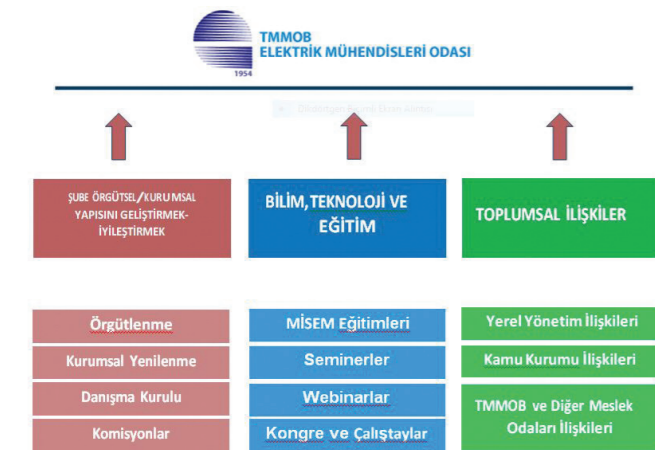 TMMOB
ELEKTRİK MÜHENDİSLERİ ODASI
1954
ŞUBE ÖRGÜTSEL/KURUMSAL
YAPISINI GELİŞTİRMEK-
İYİLEŞTİRMEK
BİLİM,TEKNOLOJİ VE
EĞİTİM
TOPLUMSAL İLİŞKİLER
Örgütlenme
Kurumsal Yenilenme
Danışma Kurulu
Komisyonlar
MİSEM Eğitimleri
Seminerler
Webinarlar
Kongre ve Çalıştaylar
Yerel Yönetim İlişkileri
Kamu Kurumu İlişkileri
TMMOB ve Diğer Meslek
Odaları İlişkileri